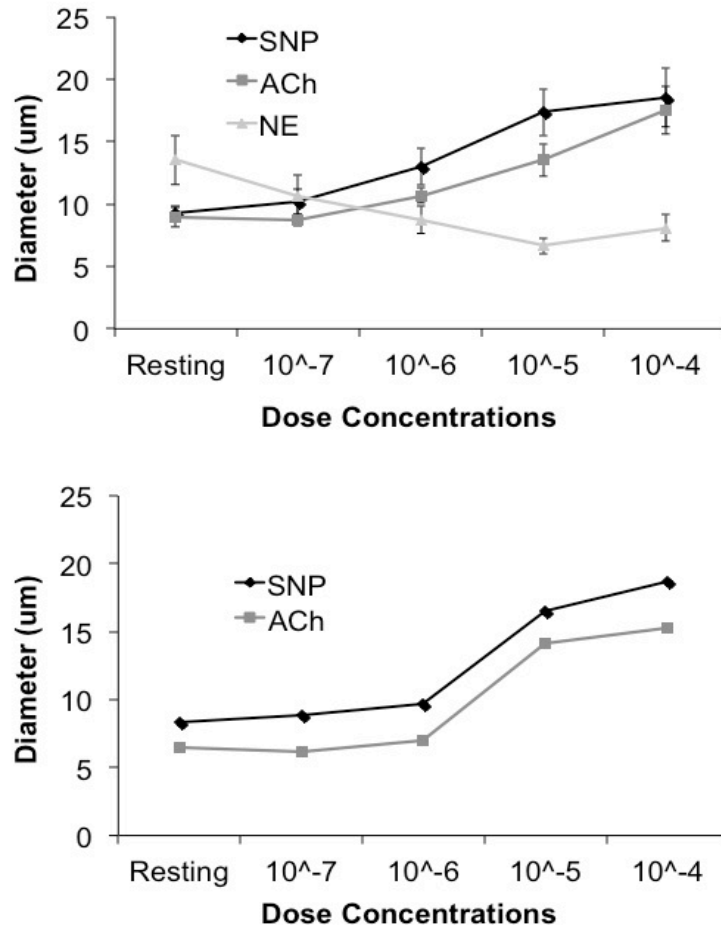 25
20
15
10
5
0
Diameter (um)
SNP
ACh
NE
Resting 10^-7 10^-6 10^-5 10^-4
Dose Concentrations
25
20
15
10
5
0
Diameter (um)
SNP
ACh
Resting 10^-7 10^-6 10^-5 10^-4
Dose Concentrations